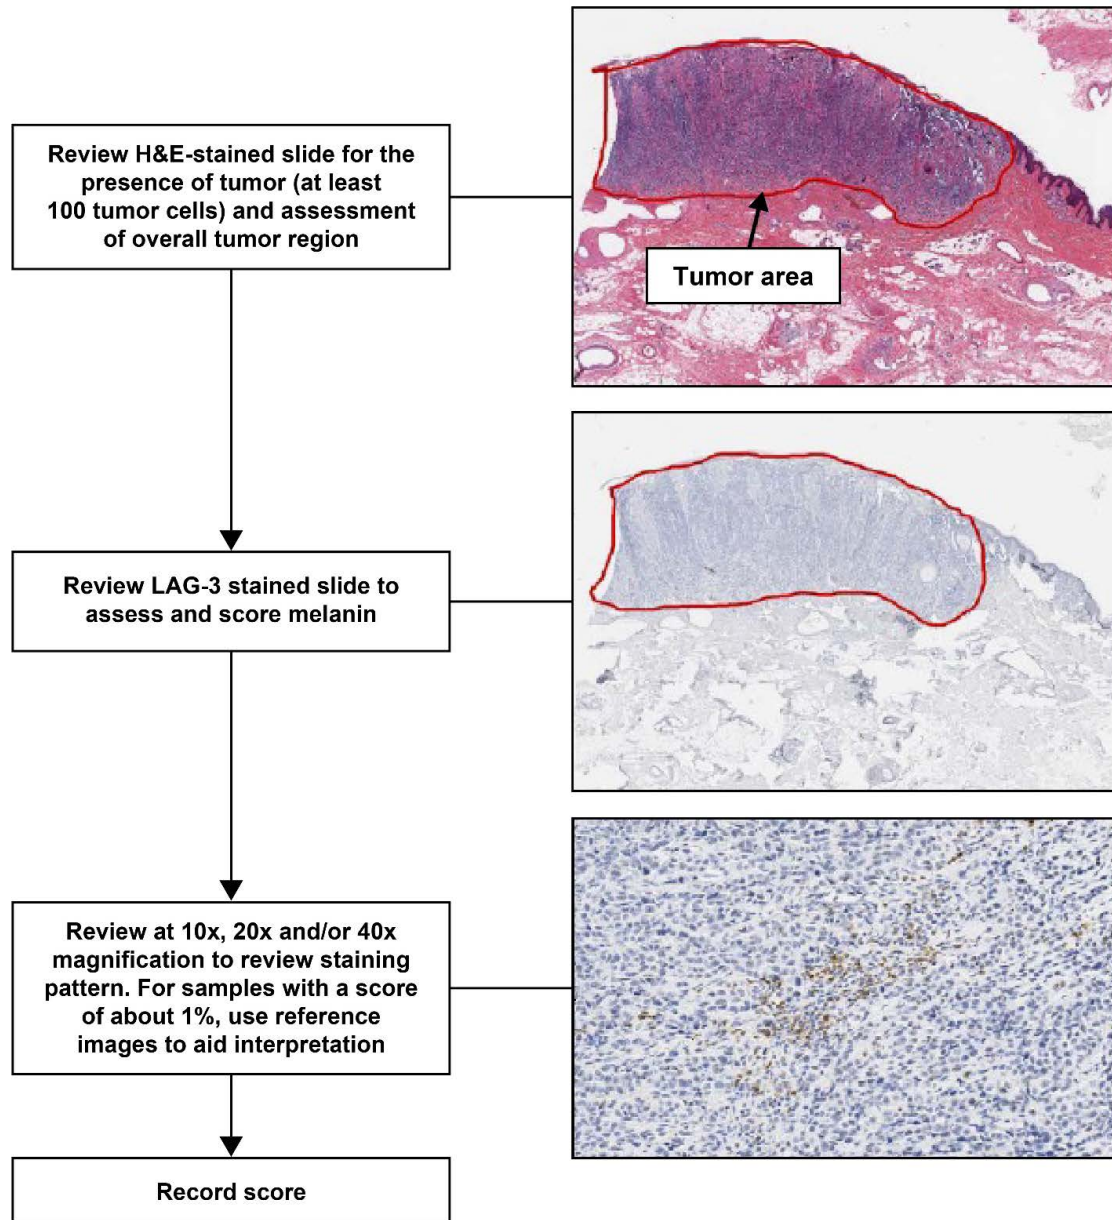 Review H&E-stained slide for the
presence of tumor (at least
100 tumor cells) and assessment
of overall tumor region
Tumor area
Review LAG-3 stained slide to
assess and score melanin
Review at 10x, 20x and/or 40x
magnification to review staining
pattern. For samples with a score
of about 1%, use reference
images to aid interpretation
Record score